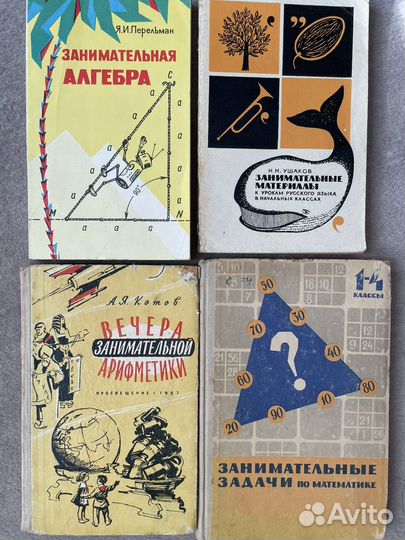 Я.И.Перельман
ЗАНИМАТЕЛЬНАЯ
АЛГЕБРА
C
a
a
a
a
a
a
a
a
90°
M
N
a
a
a
a
Н.Н. УШАКОВ
ЗАНИМАТЕЛЬНЫЕ
МАТЕРИАЛЫ
К УРОКАМ РУССКОГО ЯЗЫКА
В НАЧАЛЬНЫХ КЛАССАХ
А.Я. Котов
ВЕЧЕРА
ЗАНИМАТЕЛЬНОЙ
АРИФМЕТИКИ
ПРОСВЕЩЕНИЕ • 1967
1-4
КЛАССЫ
50
70
30
60
40
?
20
90
10
80
ЗАНИМАТЕЛЬНЫЕ
ЗАДАЧИ ПО МАТЕМАТИКЕ
Avito